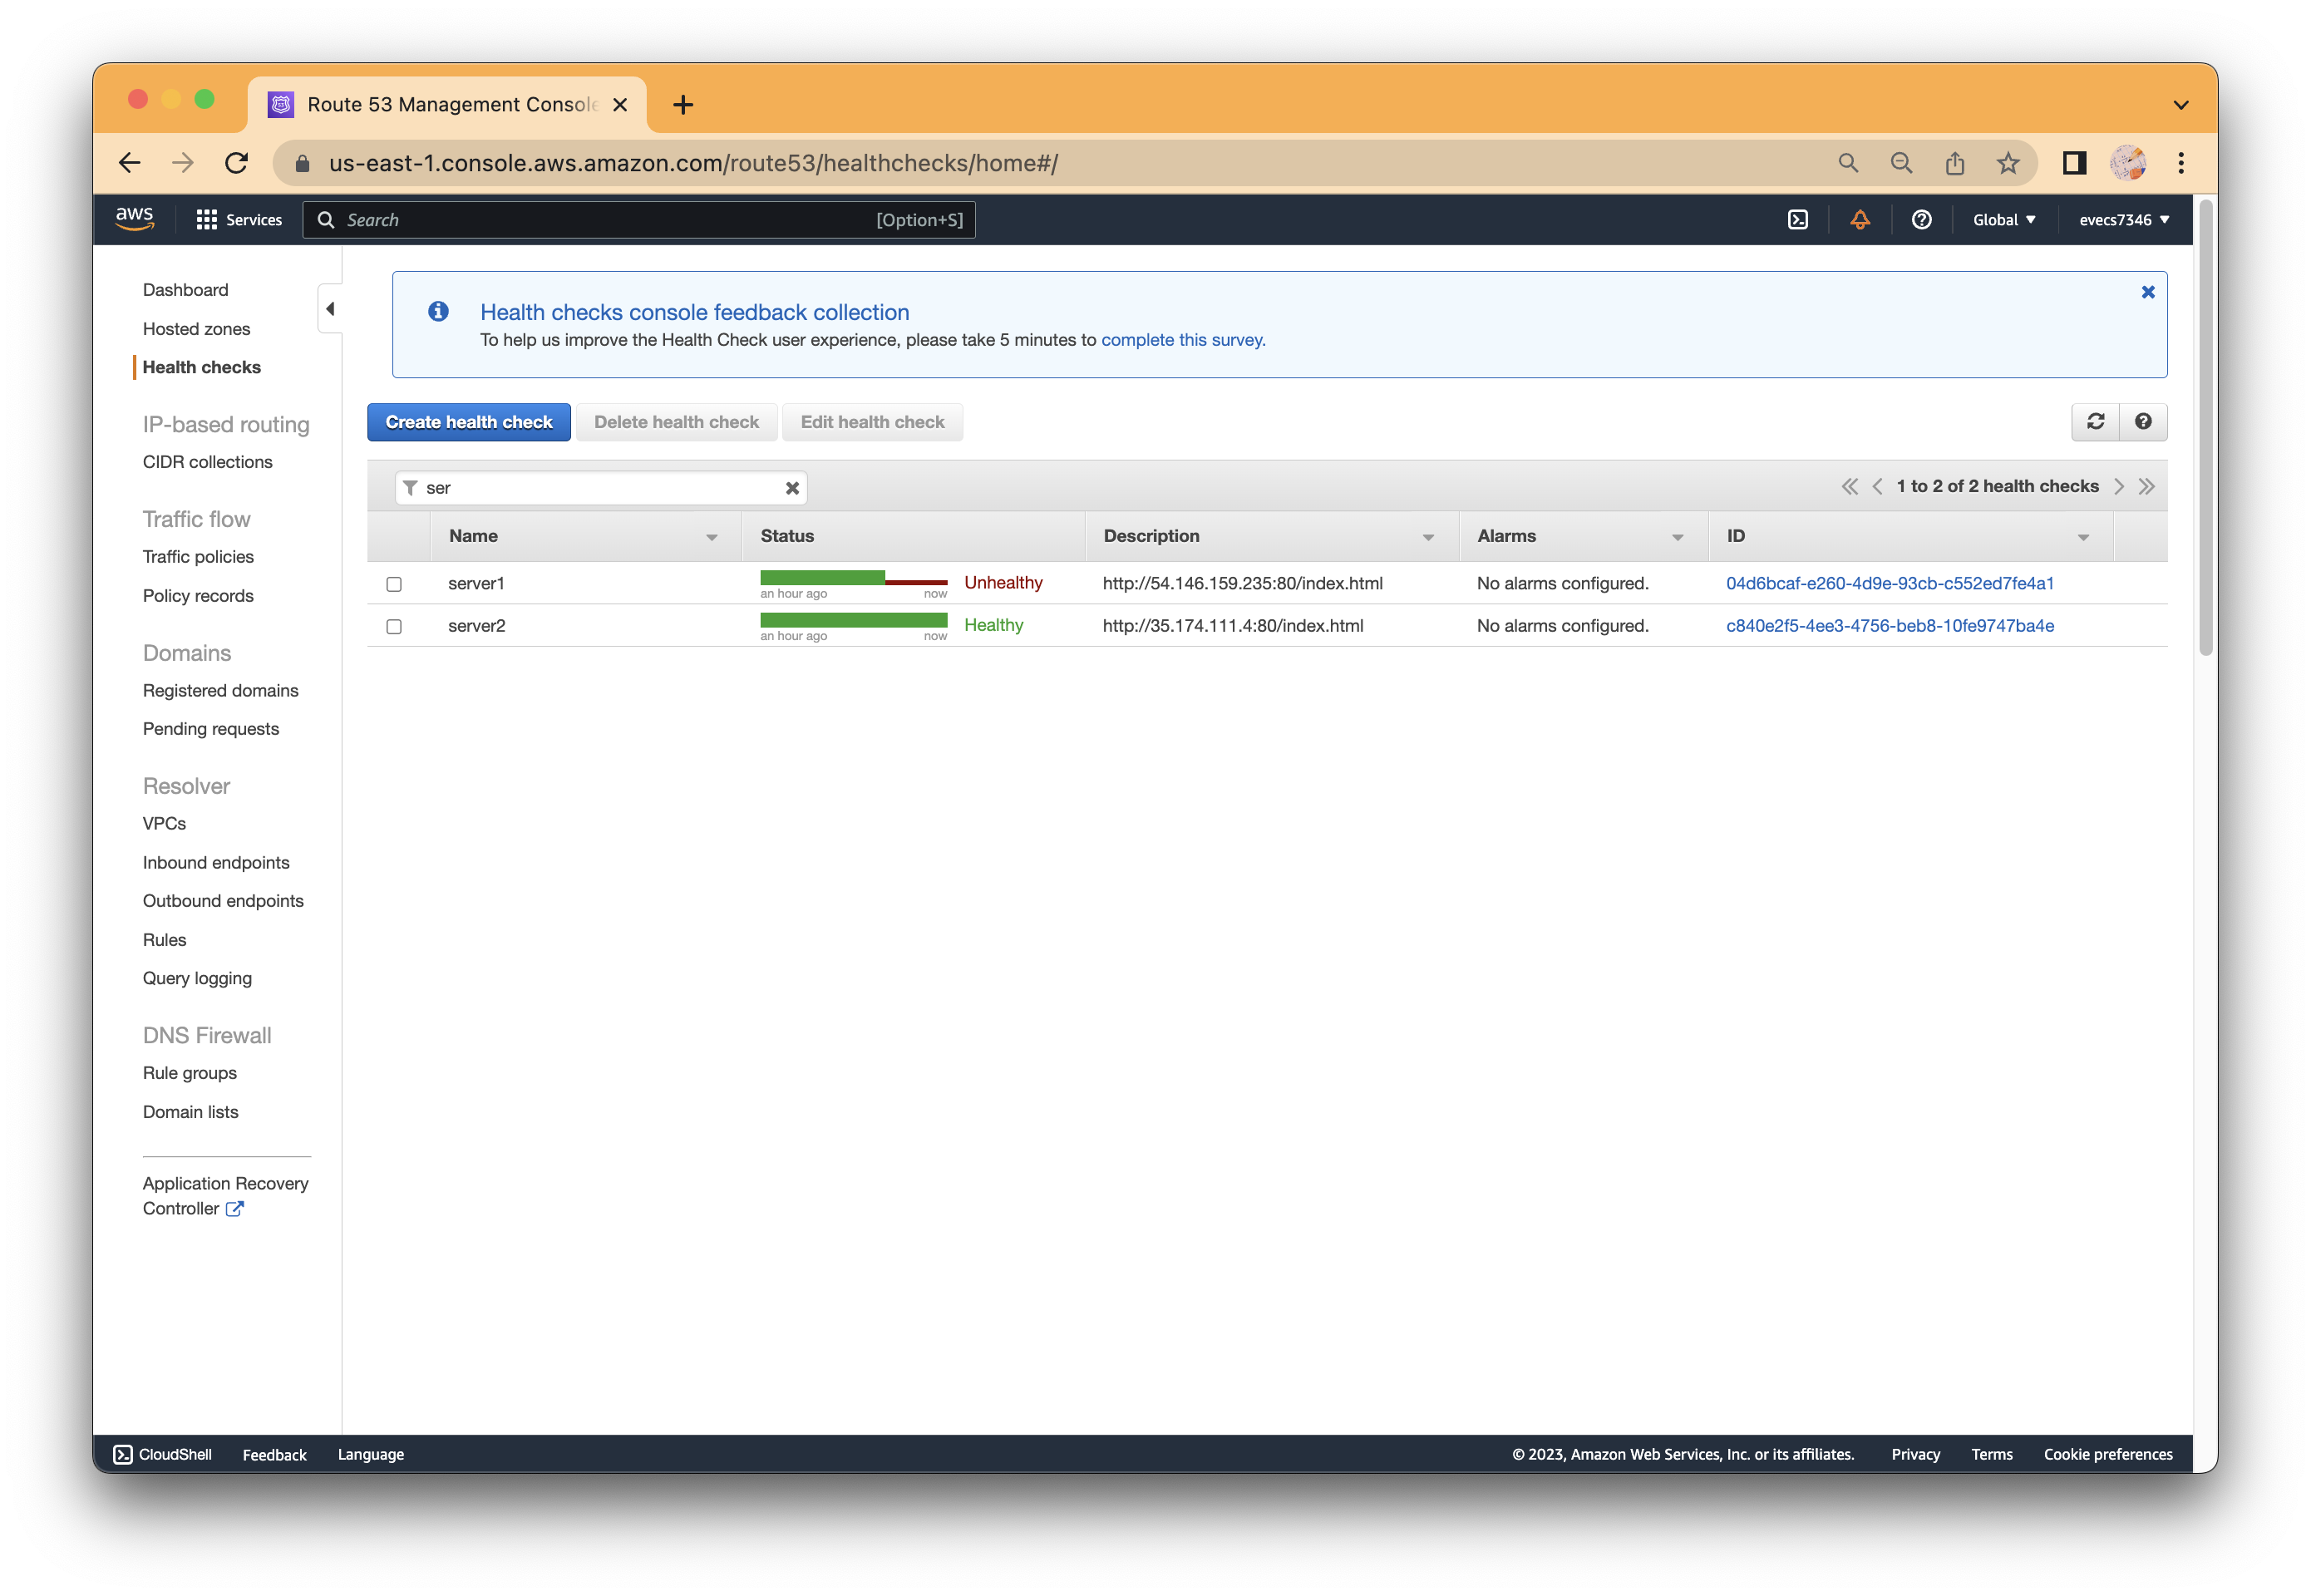 Route 53 Management Console
us-east-1.console.aws.amazon.com/route53/healthchecks/home#/
aws
Services
Search
[Option+S]
Global
evecs7346
Dashboard
Hosted zones
Health checks
IP-based routing
CIDR collections
Traffic flow
Traffic policies
Policy records
Domains
Registered domains
Pending requests
Resolver
VPCs
Inbound endpoints
Outbound endpoints
Rules
Query logging
DNS Firewall
Rule groups
Domain lists
Application Recovery
Controller
Health checks console feedback collection
To help us improve the Health Check user experience, please take 5 minutes to complete this survey.
Create health check
Delete health check
Edit health check
ser
1 to 2 of 2 health checks
Name Status Description Alarms ID
server1 an hour ago now Unhealthy http://54.146.159.235:80/index.html No alarms configured. 04d6bcaf-e260-4d9e-93cb-c552ed7fe4a1
server2 an hour ago now Healthy http://35.174.111.4:80/index.html No alarms configured. c840e2f5-4ee3-4756-beb8-10fe9747ba4e
CloudShell
Feedback
Language
© 2023, Amazon Web Services, Inc. or its affiliates.
Privacy
Terms
Cookie preferences